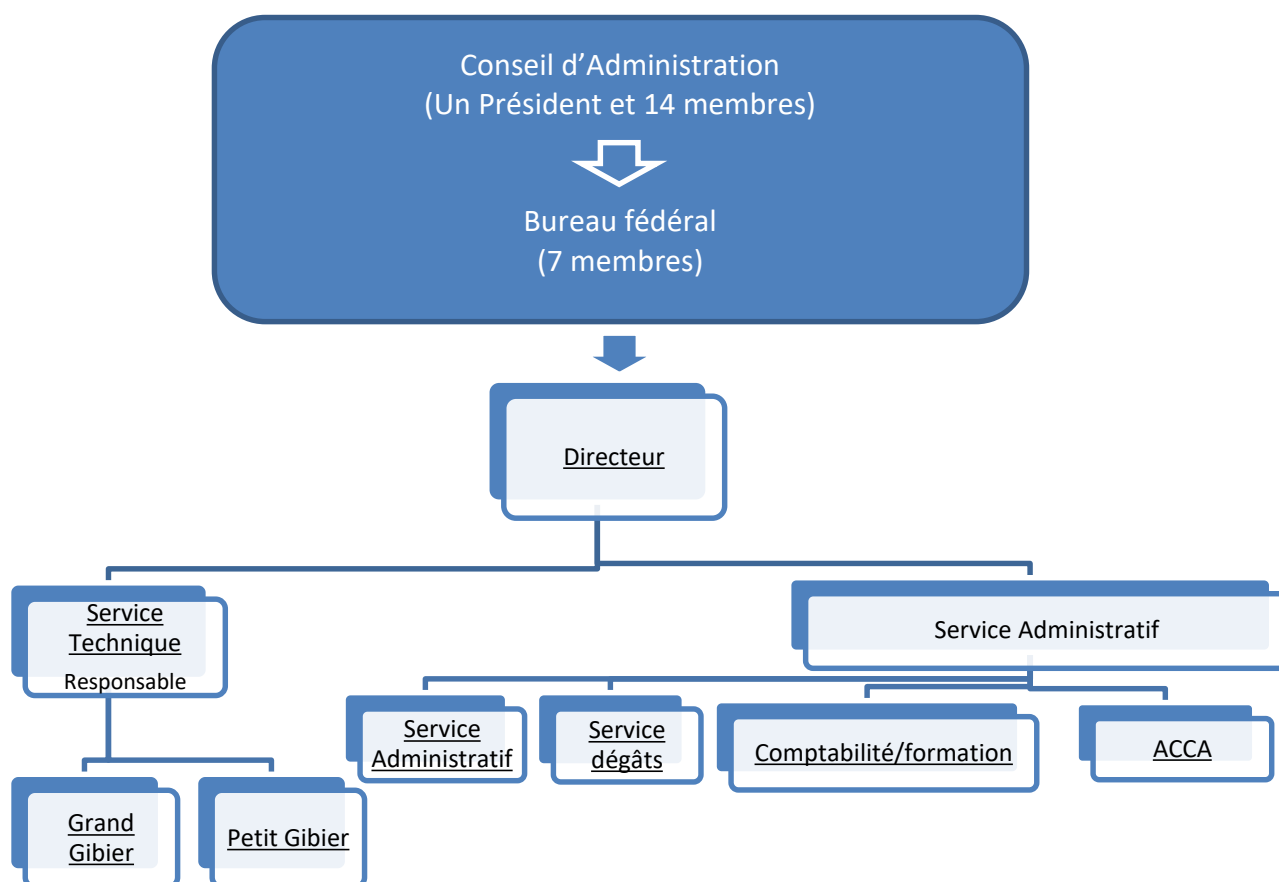 Conseil d’Administration
(Un Président et 14 membres)
Bureau fédéral
(7 membres)
Directeur
Service
Technique
Responsable
Service Administratif
Service
Administratif
Service
dégâts
Comptabilité/formation
ACCA
Grand
Gibier
Petit Gibier